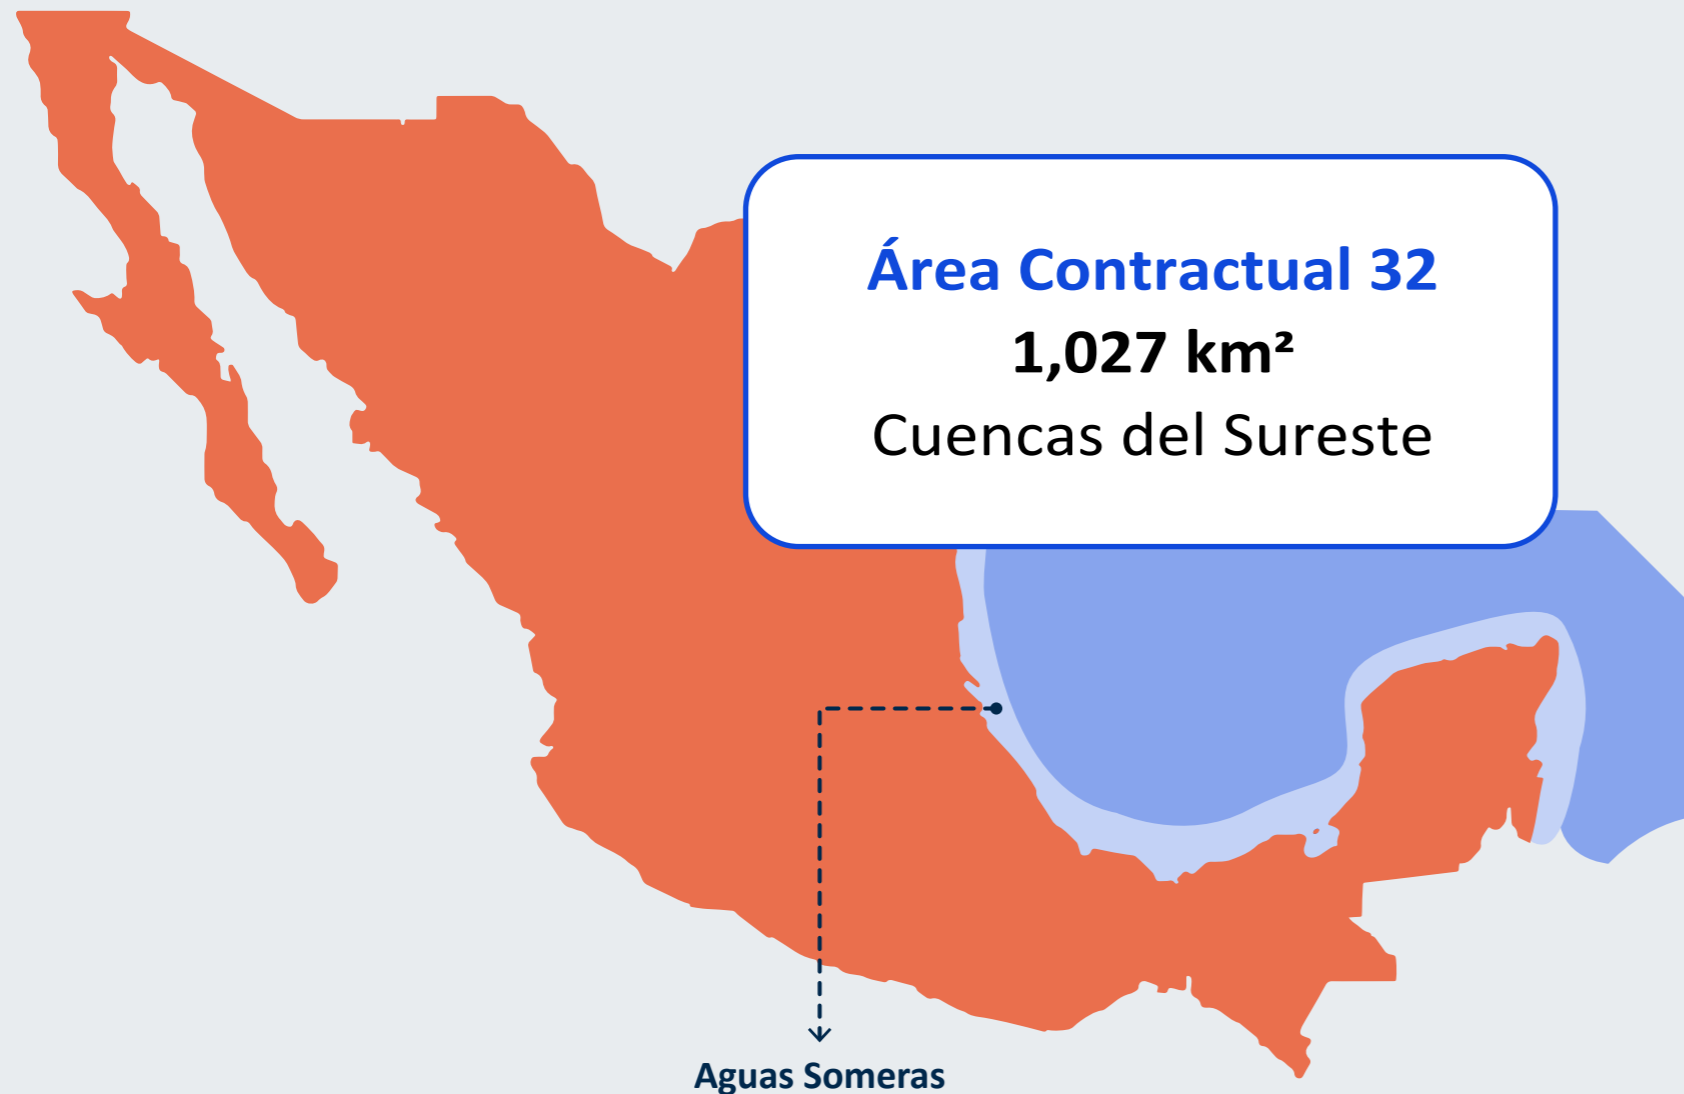 Área Contractual 32
1,027 km²
Cuencas del Sureste
Aguas Someras